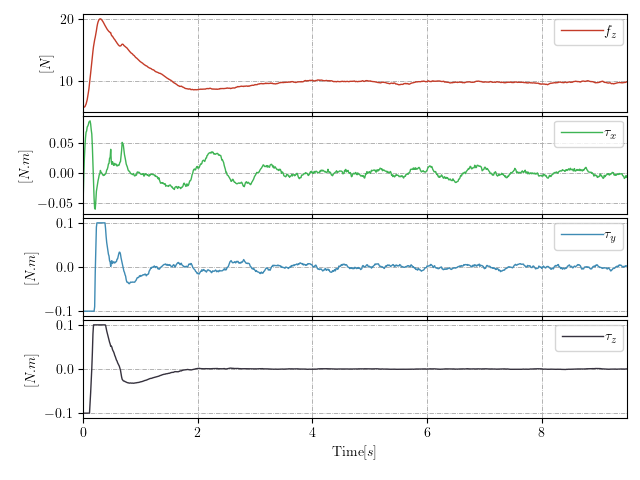 20
10
[N]
f_z
0.05
0.00
−0.05
[N.m]
τ_x
0.1
0.0
−0.1
[N.m]
τ_y
0.1
0.0
−0.1
[N.m]
τ_z
0 2 4 6 8
Time[s]